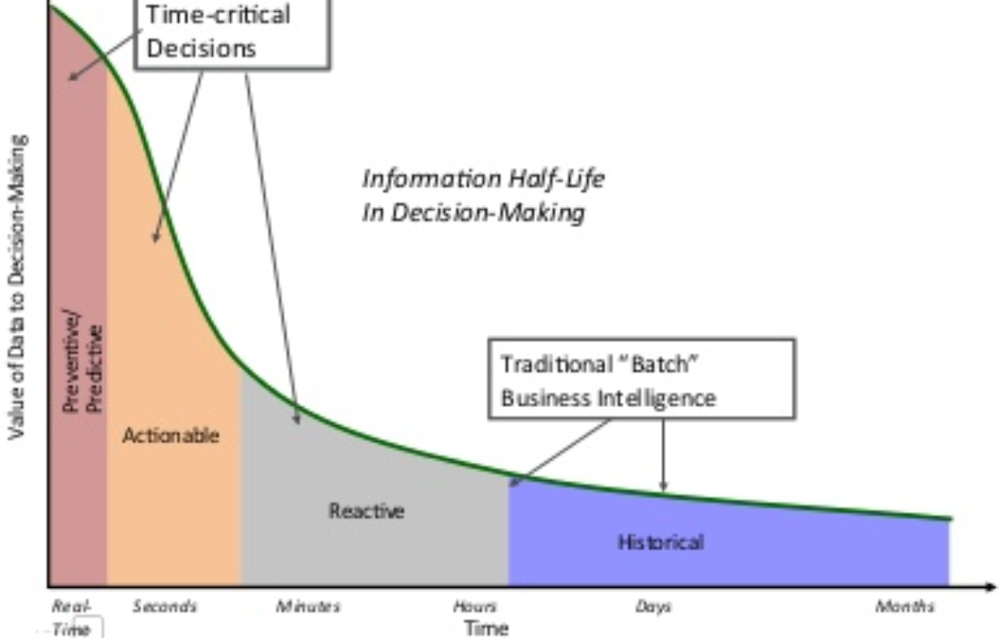 Time-critical
Decisions
Information Half-Life
In Decision-Making
Value of Data to Decision-Making
Preventive/
Predictive
Actionable
Traditional “Batch”
Business Intelligence
Reactive
Historical
Real-
Time
Seconds
Minutes
Hours
Days
Months
Time